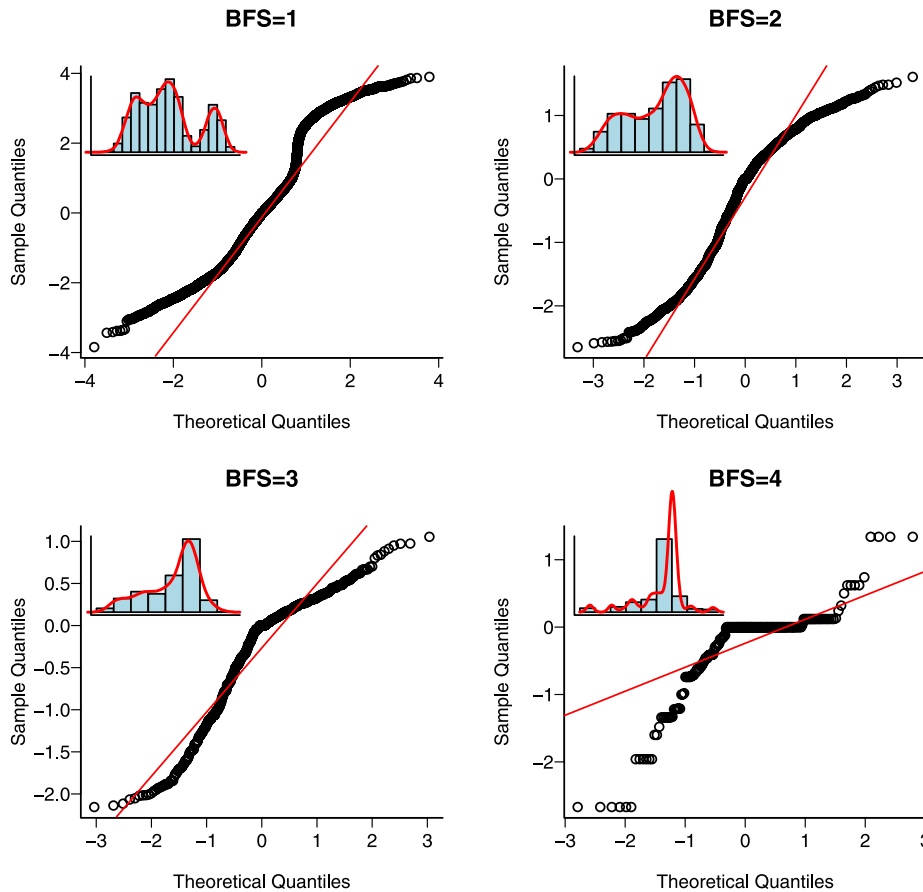 BFS=1
Sample Quantiles
4
2
0
−2
−4
−4 −2 0 2 4
Theoretical Quantiles
BFS=2
Sample Quantiles
1
0
−1
−2
−3 −2 −1 0 1 2 3
Theoretical Quantiles
BFS=3
Sample Quantiles
1.0
0.5
0.0
−0.5
−1.0
−1.5
−2.0
−3 −2 −1 0 1 2 3
Theoretical Quantiles
BFS=4
Sample Quantiles
1
0
−1
−2
−3 −2 −1 0 1 2 3
Theoretical Quantiles